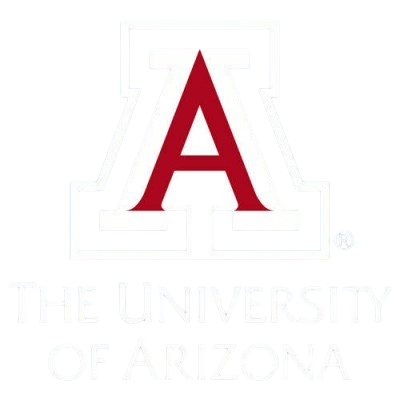 A
®
THE UNIVERSITY
OF ARIZONA